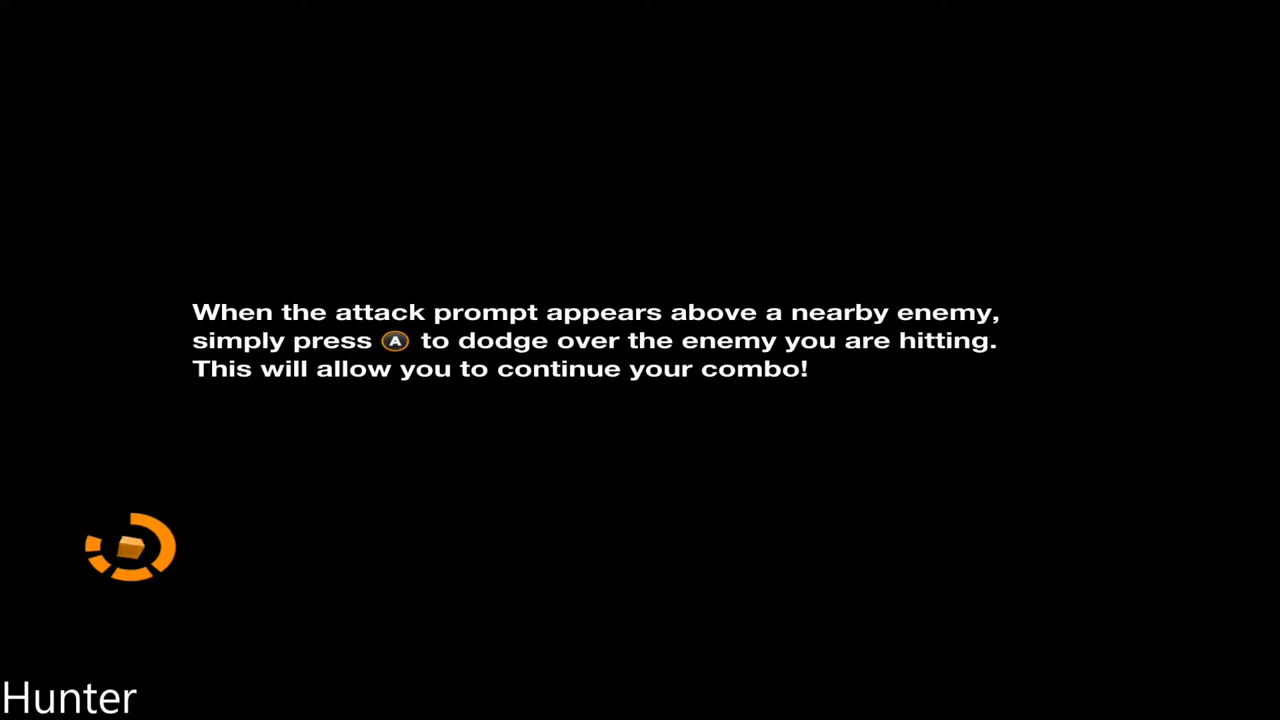 When the attack prompt appears above a nearby enemy,
simply press A to dodge over the enemy you are hitting.
This will allow you to continue your combo!
Hunter